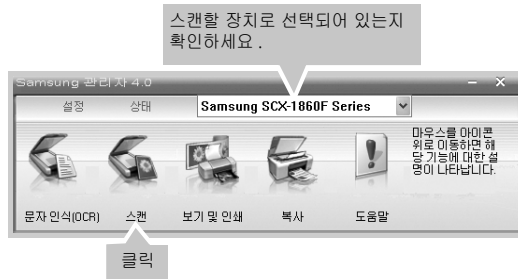 스캔할 장치로 선택되어 있는지
확인하세요 .
Samsung 관리자 4.0
설정 상태 Samsung SCX-1860F Series
마우스를 아이콘
위로 이동하면 해
당 기능에 대한 설
명이 나타납니다.
문자 인식(OCR) 스캔 보기 및 인쇄 복사 도움말
클릭